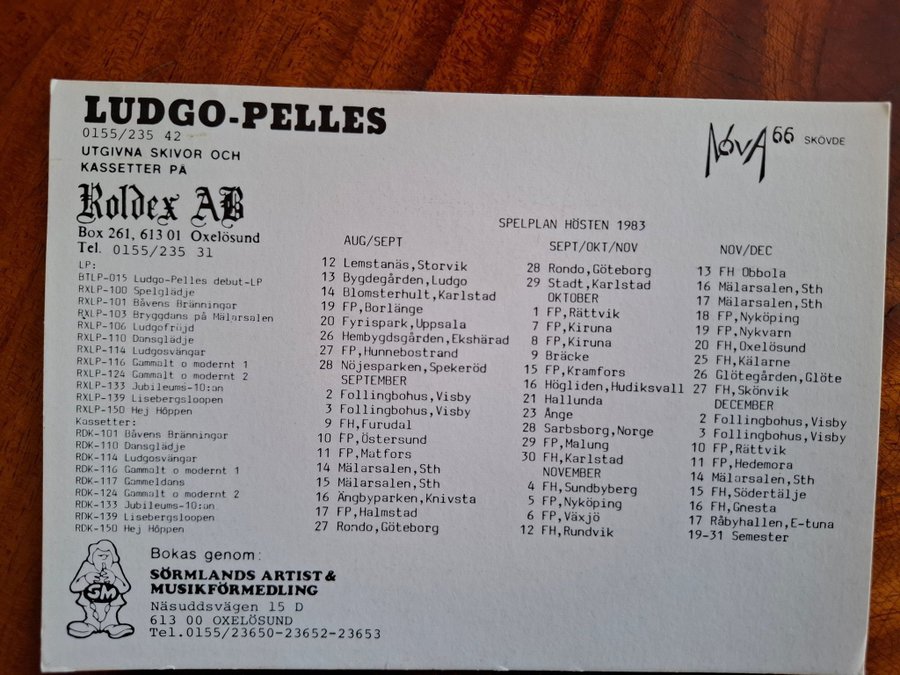 LUDGO-PELLES
0155/235 42
UTGIVNA SKIVOR OCH
KASSETTER PÅ
Roldex AB
Box 261, 613 01 Oxelösund
Tel. 0155/235 31
LP:
BTLP-015 Ludgo-Pelles debut-LP
RXLP-100 Spelglädje
RXLP-101 Båvens Bränningar
RXLP-103 Bryggdans på Mälarsalen
RXLP-106 Ludgofröjd
RXLP-110 Dansglädje
RXLP-114 Ludgosvängar
RXLP-116 Gammalt o modernt 1
RXLP-124 Gammalt o modernt 2
RXLP-133 Jubileums-10:an
RXLP-139 Lisebergsloopen
RXLP-150 Hej Höppen
Kassetter:
RDK-101 Båvens Bränningar
RDK-110 Dansglädje
RDK-114 Ludgosvängar
RDK-116 Gammalt o modernt 1
RDK-117 Gammeldans
RDK-124 Gammalt o modernt 2
RDK-133 Jubileums-10:an
RDK-139 Lisebergsloopen
RDK-150 Hej Höppen
NOVA 66 SKÖVDE
SPELPLAN HÖSTEN 1983
AUG/SEPT
12 Lemstanäs,Storvik
13 Bygdegården,Ludgo
14 Blomsterhult,Karlstad
19 FP,Borlänge
20 Fyrispark,Uppsala
26 Hembygdsgården,Ekshärad
27 FP,Hunnebostrand
28 Nöjesparken,Spekeröd
SEPTEMBER
2 Follingbohus,Visby
3 Follingbohus,Visby
9 FH,Furudal
10 FP,Östersund
11 FP,Matfors
14 Mälarsalen,Sth
15 Mälarsalen,Sth
16 Ängbyparken,Knivsta
17 FP,Halmstad
27 Rondo,Göteborg
SEPT/OKT/NOV
28 Rondo,Göteborg
29 Stadt,Karlstad
OKTOBER
1 FP,Rättvik
7 FP,Kiruna
8 FP,Kiruna
9 Bräcke
15 FP,Kramfors
16 Högliden,Hudiksvall
21 Hallunda
23 Ånge
28 Sarbsborg,Norge
29 FP,Malung
30 FH,Karlstad
NOVEMBER
4 FH,Sundbyberg
5 FP,Nyköping
6 FP,Växjö
12 FH,Rundvik
NOV/DEC
13 FH Obbola
16 Mälarsalen,Sth
17 Mälarsalen,Sth
18 FP,Nyköping
19 FP,Nykvarn
20 FH,Oxelösund
25 FH,Kälarne
26 Glötegården,Glöte
27 FH,Skönvik
DECEMBER
2 Follingbohus,Visby
3 Follingbohus,Visby
10 FP,Rättvik
11 FP,Hedemora
14 Mälarsalen,Sth
15 FH,Södertälje
16 FH,Gnesta
17 Råbyhallen,E-tuna
19-31 Semester
SM
Bokas genom:
SÖRMLANDS ARTIST &
MUSIKFÖRMEDLING
Näsuddsvägen 15 D
613 00 OXELÖSUND
Tel.0155/23650-23652-23653